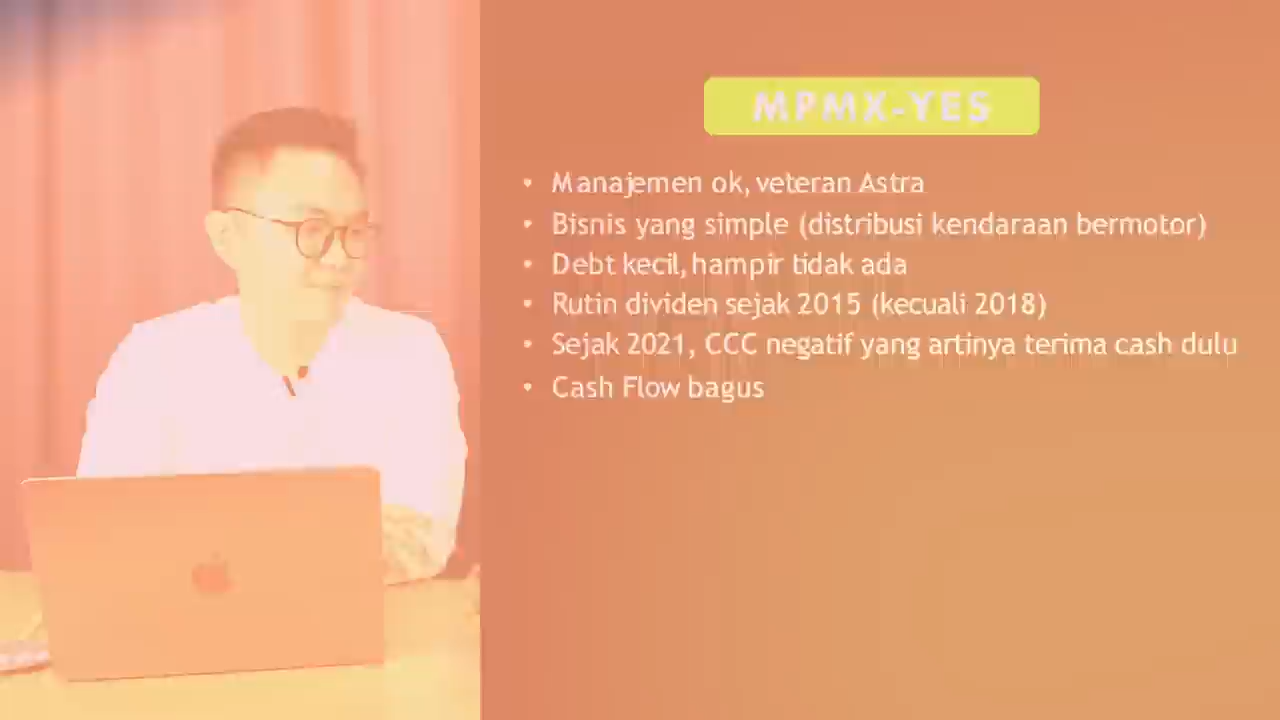 MPMX-YES
• Manajemen ok, veteran Astra
• Bisnis yang simple (distribusi kendaraan bermotor)
• Debt kecil, hampir tidak ada
• Rutin dividen sejak 2015 (kecuali 2018)
• Sejak 2021, CCC negatif yang artinya terima cash dulu
• Cash Flow bagus